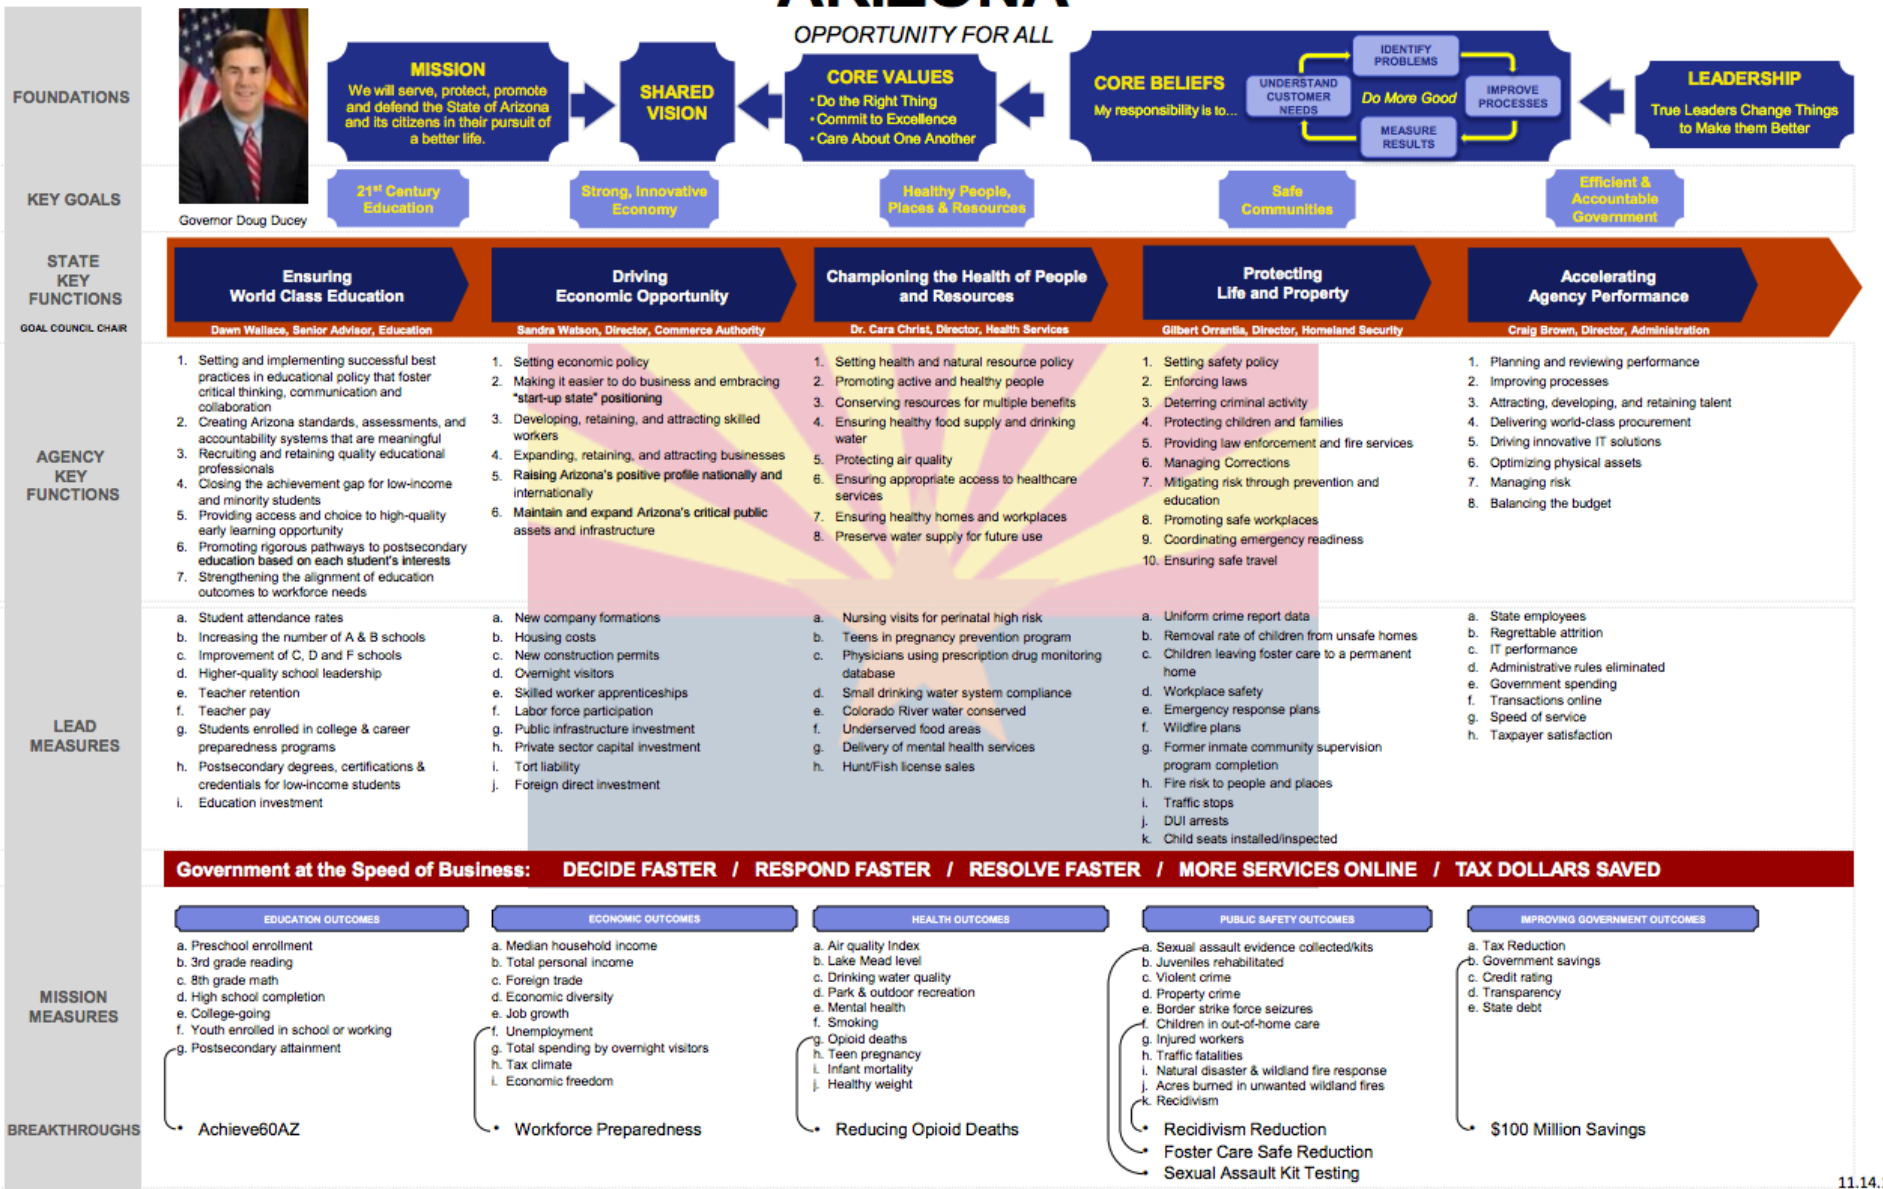 ARIZONA
OPPORTUNITY FOR ALL
FOUNDATIONS
MISSION
We will serve, protect, promote
and defend the State of Arizona
and its citizens in their pursuit of
a better life.
SHARED
VISION
CORE VALUES
• Do the Right Thing
• Commit to Excellence
• Care About One Another
CORE BELIEFS
My responsibility is to...
UNDERSTAND
CUSTOMER
NEEDS
IDENTIFY
PROBLEMS
Do More Good
IMPROVE
PROCESSES
MEASURE
RESULTS
LEADERSHIP
True Leaders Change Things
to Make them Better
KEY GOALS
Governor Doug Ducey
21st Century
Education
Strong, Innovative
Economy
Healthy People,
Places & Resources
Safe
Communities
Efficient &
Accountable
Government
STATE
KEY
FUNCTIONS
GOAL COUNCIL CHAIR
Ensuring
World Class Education
Dawn Wallace, Senior Advisor, Education
Driving
Economic Opportunity
Sandra Watson, Director, Commerce Authority
Championing the Health of People
and Resources
Dr. Cara Christ, Director, Health Services
Protecting
Life and Property
Gilbert Orrantia, Director, Homeland Security
Accelerating
Agency Performance
Craig Brown, Director, Administration
AGENCY
KEY
FUNCTIONS
1. Setting and implementing successful best
practices in educational policy that foster
critical thinking, communication and
collaboration
2. Creating Arizona standards, assessments, and
accountability systems that are meaningful
3. Recruiting and retaining quality educational
professionals
4. Closing the achievement gap for low-income
and minority students
5. Providing access and choice to high-quality
early learning opportunity
6. Promoting rigorous pathways to postsecondary
education based on each student's interests
7. Strengthening the alignment of education
outcomes to workforce needs
1. Setting economic policy
2. Making it easier to do business and embracing
"start-up state" positioning
3. Developing, retaining, and attracting skilled
workers
4. Expanding, retaining, and attracting businesses
5. Raising Arizona's positive profile nationally and
internationally
6. Maintain and expand Arizona's critical public
assets and infrastructure
1. Setting health and natural resource policy
2. Promoting active and healthy people
3. Conserving resources for multiple benefits
4. Ensuring healthy food supply and drinking
water
5. Protecting air quality
6. Ensuring appropriate access to healthcare
services
7. Ensuring healthy homes and workplaces
8. Preserve water supply for future use
1. Setting safety policy
2. Enforcing laws
3. Deterring criminal activity
4. Protecting children and families
5. Providing law enforcement and fire services
6. Managing Corrections
7. Mitigating risk through prevention and
education
8. Promoting safe workplaces
9. Coordinating emergency readiness
10. Ensuring safe travel
1. Planning and reviewing performance
2. Improving processes
3. Attracting, developing, and retaining talent
4. Delivering world-class procurement
5. Driving innovative IT solutions
6. Optimizing physical assets
7. Managing risk
8. Balancing the budget
LEAD
MEASURES
a. Student attendance rates
b. Increasing the number of A & B schools
c. Improvement of C, D and F schools
d. Higher-quality school leadership
e. Teacher retention
f. Teacher pay
g. Students enrolled in college & career
preparedness programs
h. Postsecondary degrees, certifications &
credentials for low-income students
i. Education investment
a. New company formations
b. Housing costs
c. New construction permits
d. Overnight visitors
e. Skilled worker apprenticeships
f. Labor force participation
g. Public infrastructure investment
h. Private sector capital investment
i. Tort liability
j. Foreign direct investment
a. Nursing visits for perinatal high risk
b. Teens in pregnancy prevention program
c. Physicians using prescription drug monitoring
database
d. Small drinking water system compliance
e. Colorado River water conserved
f. Underserved food areas
g. Delivery of mental health services
h. Hunt/Fish license sales
a. Uniform crime report data
b. Removal rate of children from unsafe homes
c. Children leaving foster care to a permanent
home
d. Workplace safety
e. Emergency response plans
f. Wildfire plans
g. Former inmate community supervision
program completion
h. Fire risk to people and places
i. Traffic stops
j. DUI arrests
k. Child seats installed/inspected
a. State employees
b. Regrettable attrition
c. IT performance
d. Administrative rules eliminated
e. Government spending
f. Transactions online
g. Speed of service
h. Taxpayer satisfaction
Government at the Speed of Business: DECIDE FASTER / RESPOND FASTER / RESOLVE FASTER / MORE SERVICES ONLINE / TAX DOLLARS SAVED
MISSION
MEASURES
EDUCATION OUTCOMES
a. Preschool enrollment
b. 3rd grade reading
c. 8th grade math
d. High school completion
e. College-going
f. Youth enrolled in school or working
g. Postsecondary attainment
ECONOMIC OUTCOMES
a. Median household income
b. Total personal income
c. Foreign trade
d. Economic diversity
e. Job growth
f. Unemployment
g. Total spending by overnight visitors
h. Tax climate
i. Economic freedom
HEALTH OUTCOMES
a. Air quality Index
b. Lake Mead level
c. Drinking water quality
d. Park & outdoor recreation
e. Mental health
f. Smoking
g. Opioid deaths
h. Teen pregnancy
i. Infant mortality
j. Healthy weight
PUBLIC SAFETY OUTCOMES
a. Sexual assault evidence collected/kits
b. Juveniles rehabilitated
c. Violent crime
d. Property crime
e. Border strike force seizures
f. Children in out-of-home care
g. Injured workers
h. Traffic fatalities
i. Natural disaster & wildland fire response
j. Acres burned in unwanted wildland fires
k. Recidivism
IMPROVING GOVERNMENT OUTCOMES
a. Tax Reduction
b. Government savings
c. Credit rating
d. Transparency
e. State debt
BREAKTHROUGHS
• Achieve60AZ
• Workforce Preparedness
• Reducing Opioid Deaths
• Recidivism Reduction
• Foster Care Safe Reduction
• Sexual Assault Kit Testing
• $100 Million Savings
11.14.